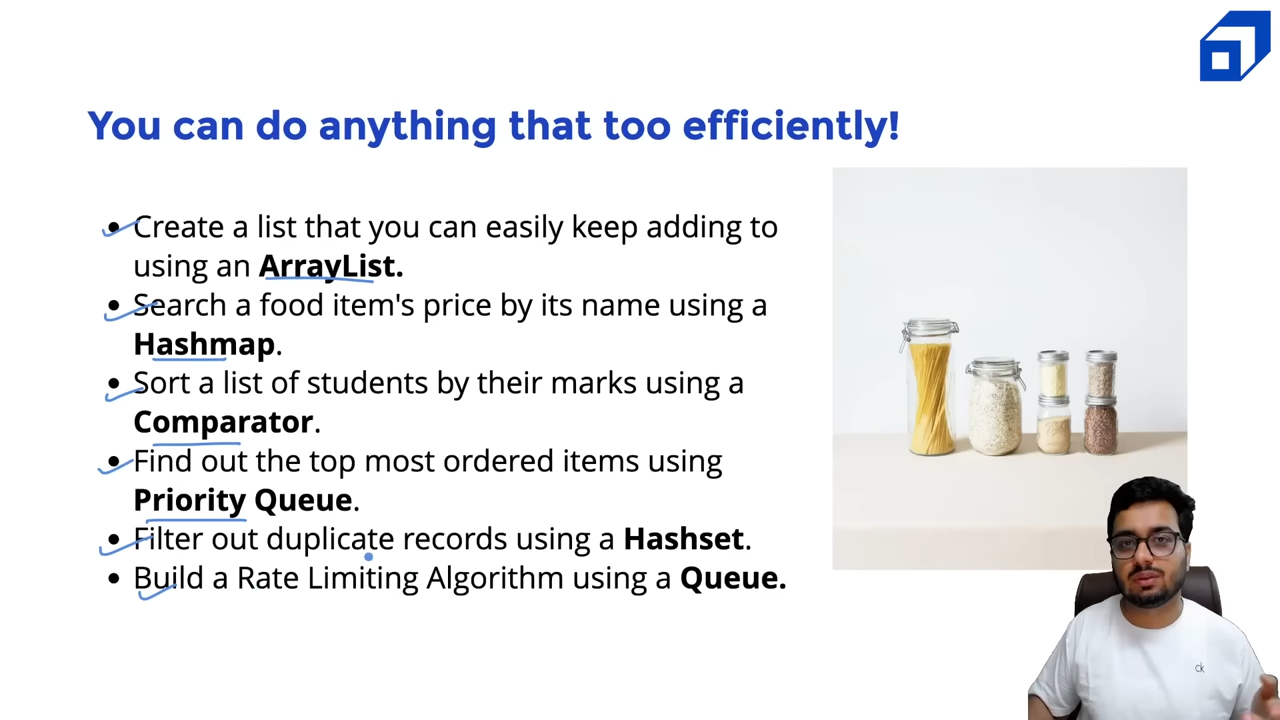 You can do anything that too efficiently!
• Create a list that you can easily keep adding to
using an ArrayList.
• Search a food item's price by its name using a
Hashmap.
• Sort a list of students by their marks using a
Comparator.
• Find out the top most ordered items using
Priority Queue.
• Filter out duplicate records using a Hashset.
• Build a Rate Limiting Algorithm using a Queue.
ck